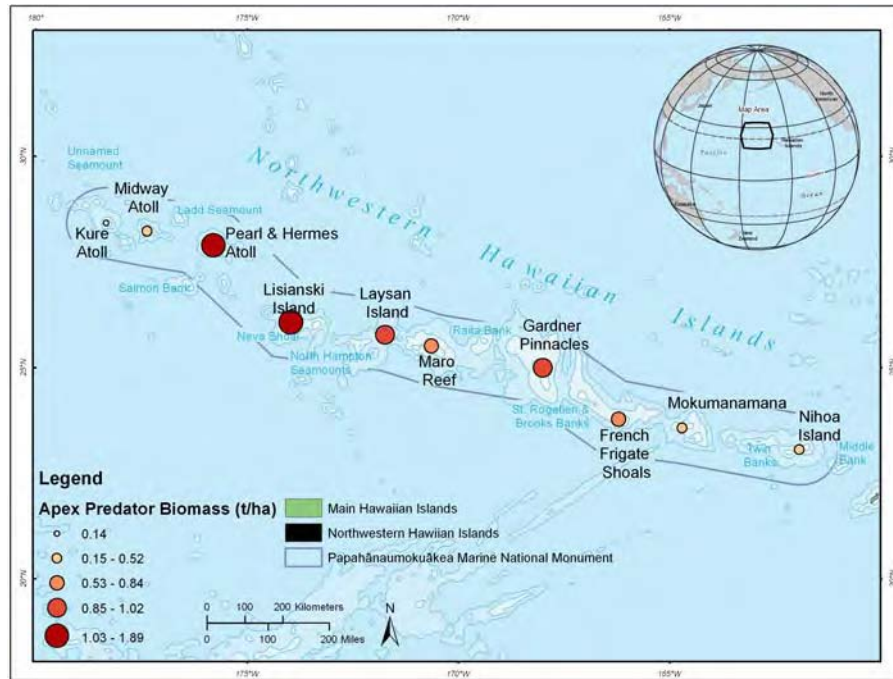 180°
175°W
170°W
165°W
30°N
30°N
Unnamed
Seamount
Midway
Atoll
Ladd Seamount
Kure
Atoll
Pearl & Hermes
Atoll
Salmon Bank
Northwestern Hawaiian Islands
Lisianski
Island
Neva Shoal
Laysan
Island
North Hampton
Seamounts
Raita Bank
Maro
Reef
Gardner
Pinnacles
St. Rogatien &
Brooks Banks
25°N
25°N
French
Frigate
Shoals
Mokumanamana
Nihoa
Island
Twin
Banks
Middle
Bank
Map Area
Pacific
Ocean
Legend
Apex Predator Biomass (t/ha)
0.14
0.15 - 0.52
0.53 - 0.84
0.85 - 1.02
1.03 - 1.89
Main Hawaiian Islands
Northwestern Hawiian Islands
Papahānaumokuākea Marine National Monument
20°N
0 100 200 Kilometers
0 100 200 Miles
N
175°W
170°W
165°W